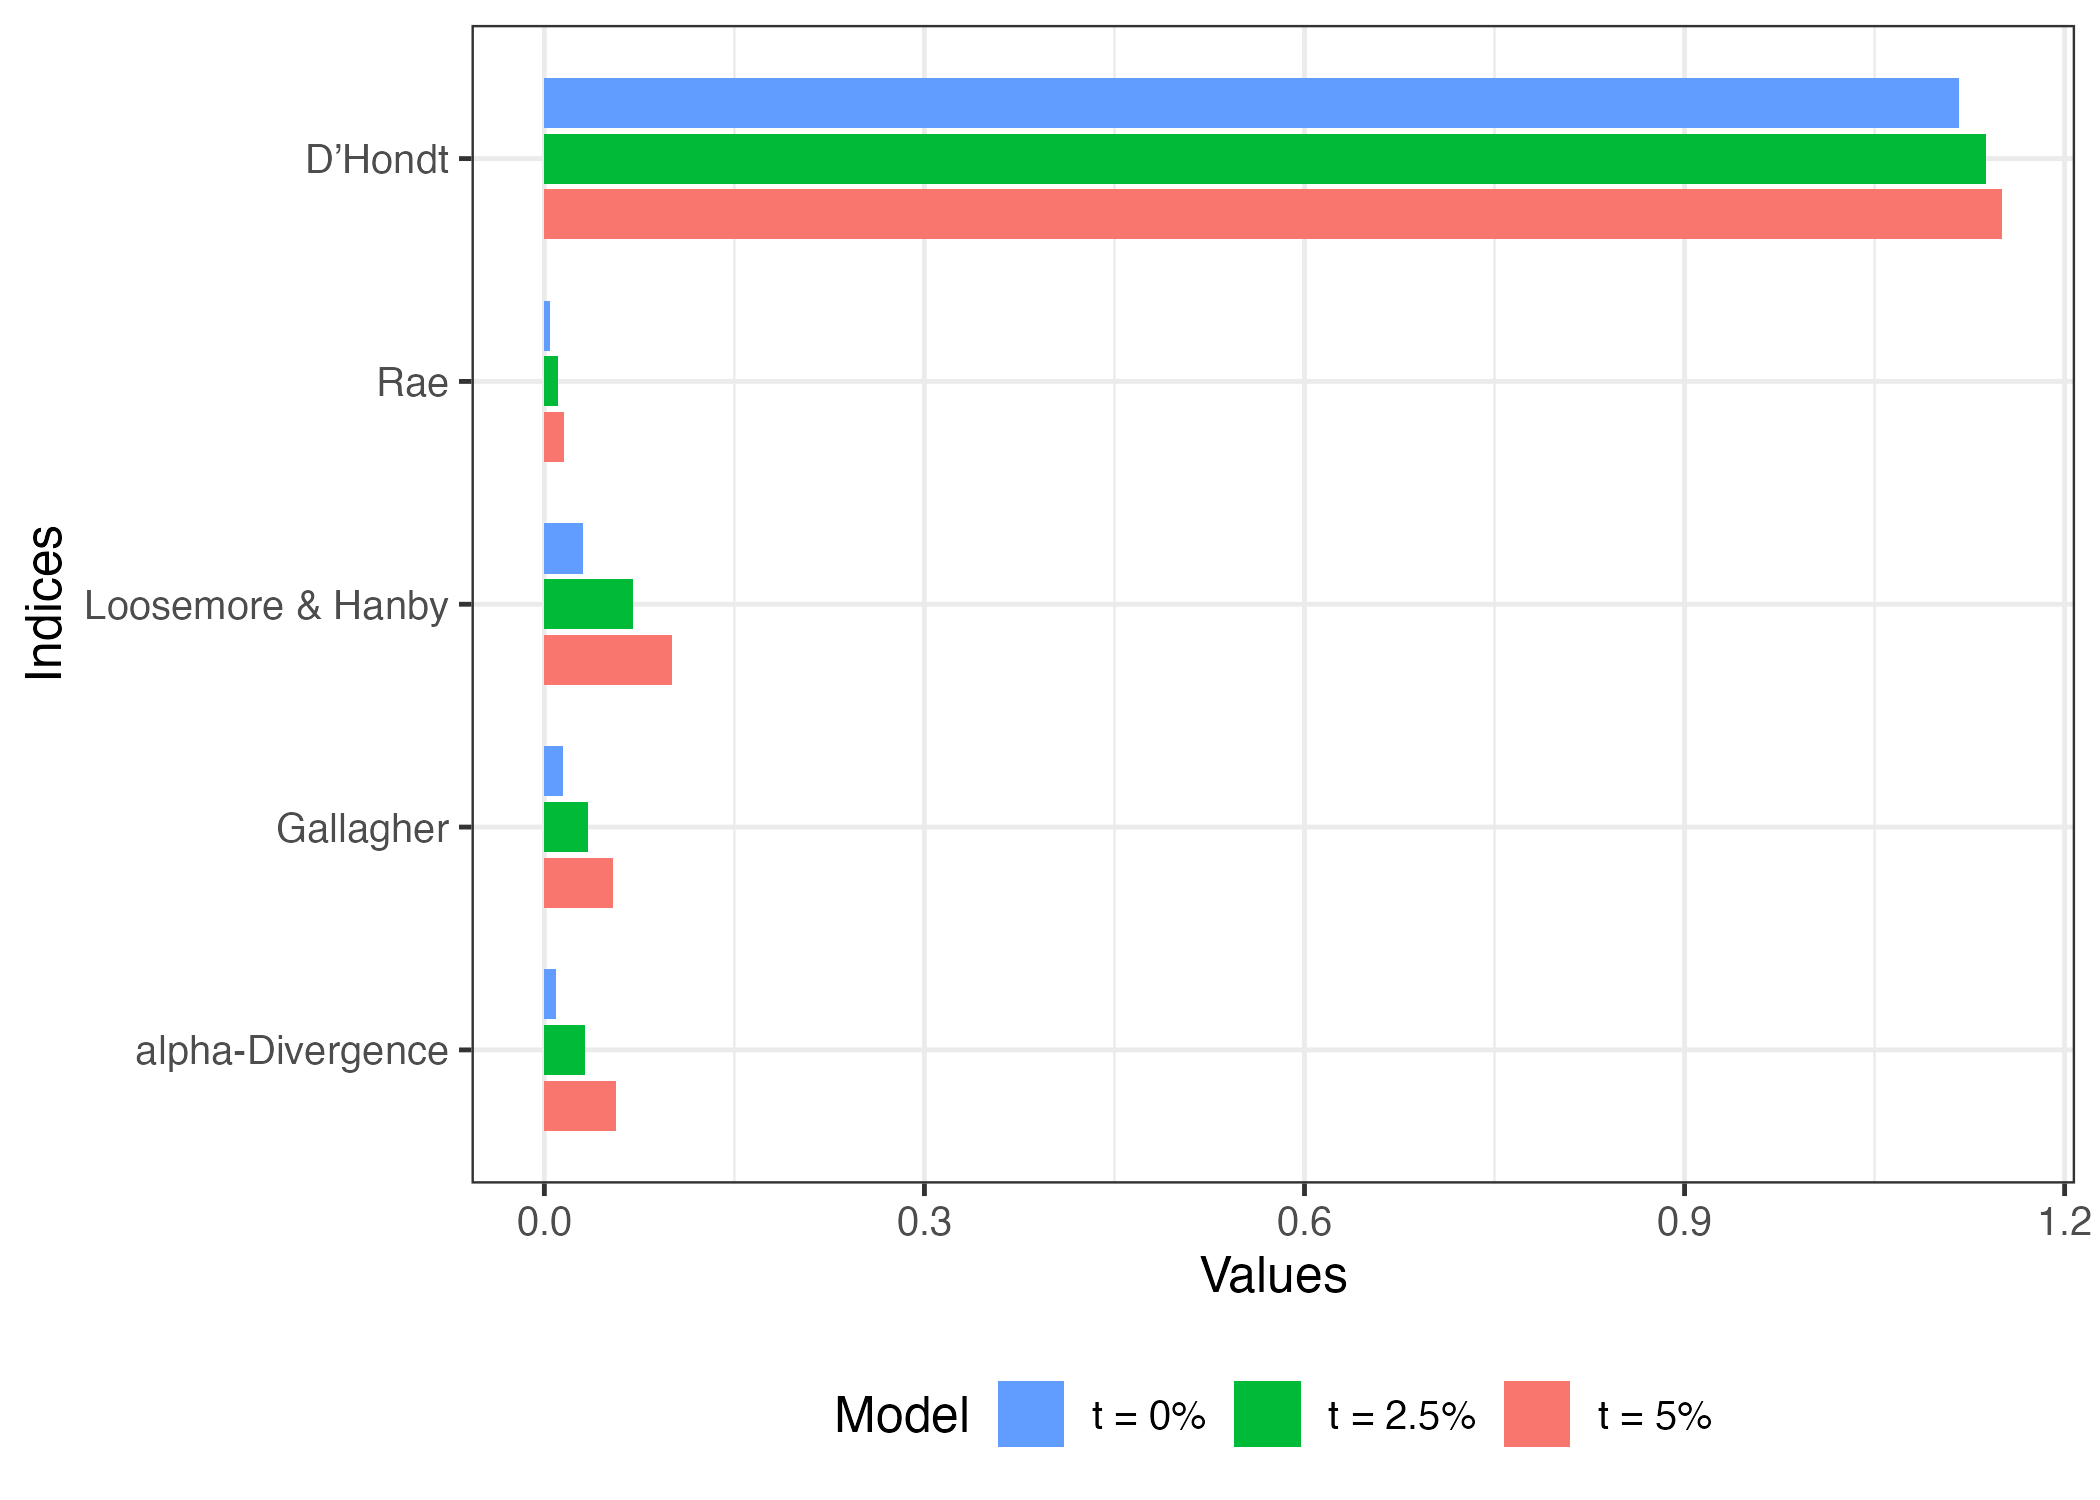 D’Hondt
Rae
Loosemore & Hanby
Gallagher
alpha-Divergence
Indices
0.0 0.3 0.6 0.9 1.2
Values
Model t = 0% t = 2.5% t = 5%